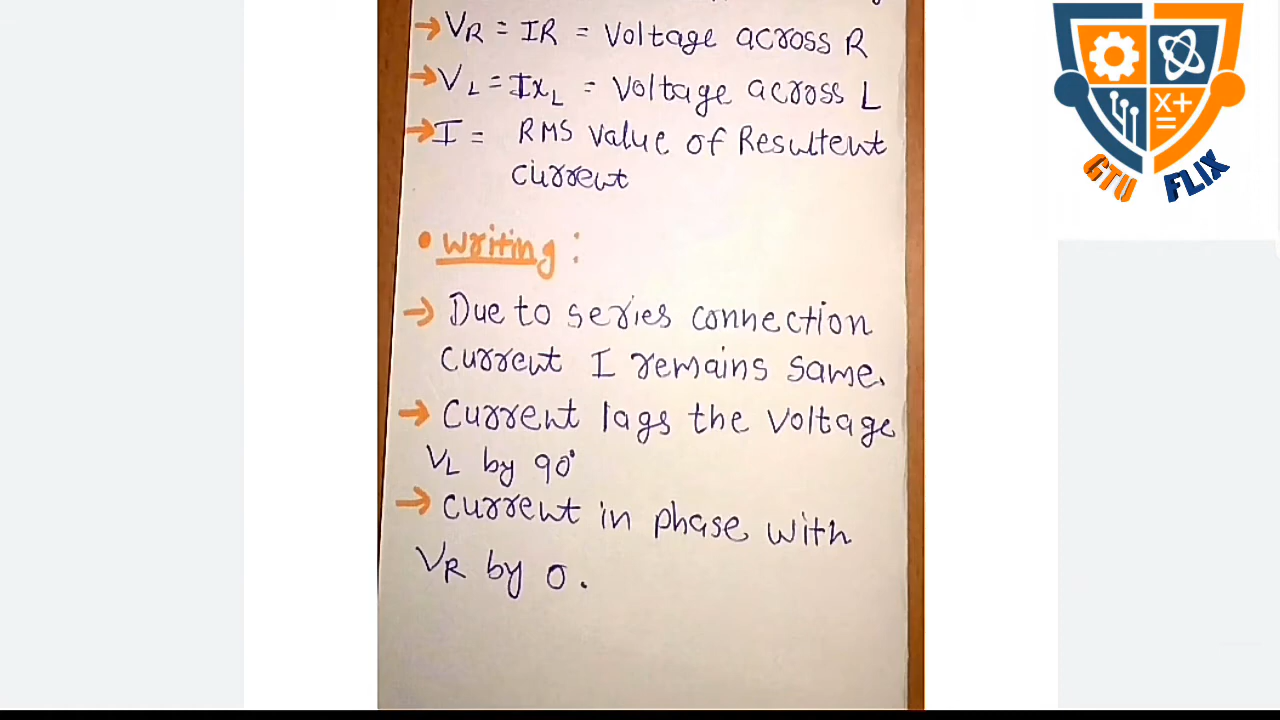 → VR = IR = Voltage across R
→ VL = IXL = Voltage across L
→ I = RMS value of Resultent
current
• Writing :
→ Due to series connection
current I remains same.
→ Current lags the voltage
VL by 90°
→ Current in phase with
VR by 0.
X+
=
GTU FLIX